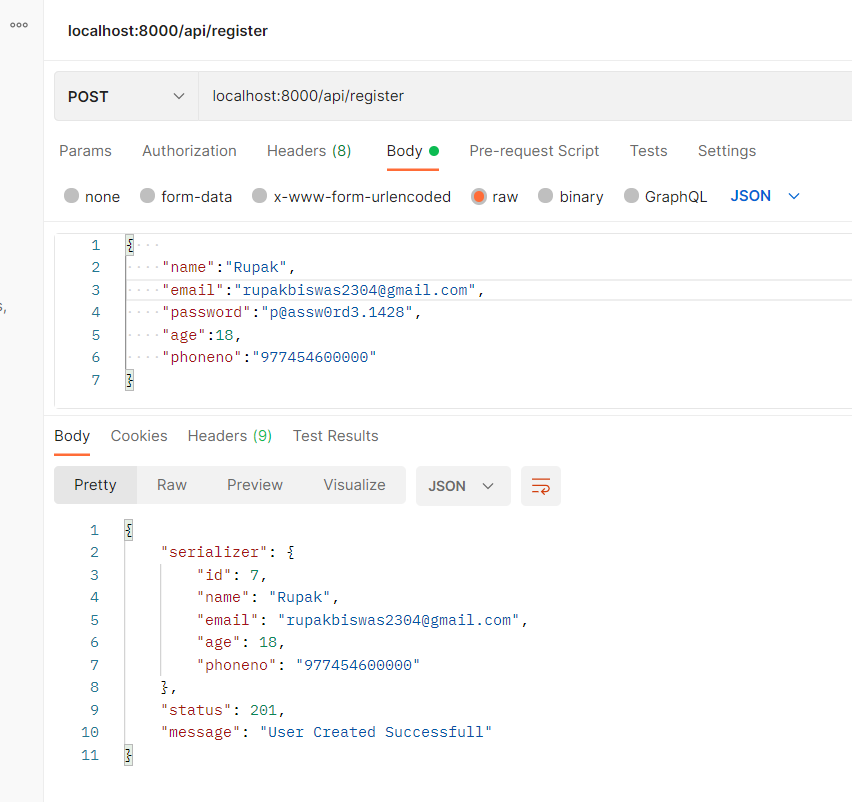 localhost:8000/api/register
POST localhost:8000/api/register
Params Authorization Headers (8) Body Pre-request Script Tests Settings
none form-data x-www-form-urlencoded raw binary GraphQL JSON
1 {
2 "name":"Rupak",
3 "email":"rupakbiswas2304@gmail.com",
s,
4 "password":"p@assw0rd3.1428",
5 "age":18,
6 "phoneno":"977454600000"
7 }
Body Cookies Headers (9) Test Results
Pretty Raw Preview Visualize JSON
1 {
2 "serializer": {
3 "id": 7,
4 "name": "Rupak",
5 "email": "rupakbiswas2304@gmail.com",
6 "age": 18,
7 "phoneno": "977454600000"
8 },
9 "status": 201,
10 "message": "User Created Successfull"
11 }